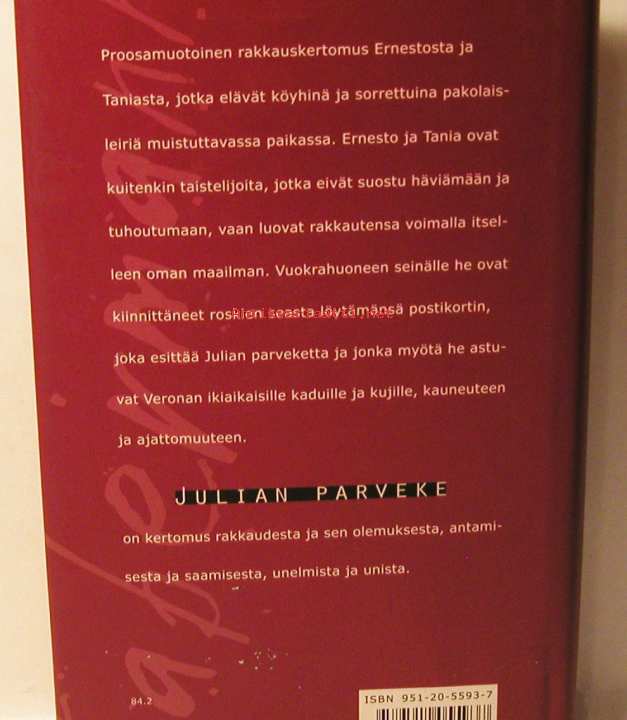 Proosamuotoinen rakkauskertomus Ernestosta ja
Taniasta, jotka elävät köyhinä ja sorrettuina pakolais-
leiriä muistuttavassa paikassa. Ernesto ja Tania ovat
kuitenkin taistelijoita, jotka eivät suostu häviämään ja
tuhoutumaan, vaan luovat rakkautensa voimalla itsel-
leen oman maailman. Vuokrahuoneen seinälle he ovat
kiinnittäneet roskien seasta löytämänsä postikortin,
joka esittää Julian parveketta ja jonka myötä he astu-
vat Veronan ikiaikaisille kaduille ja kujille, kauneuteen
ja ajattomuuteen.
JULIAN PARVEKE
on kertomus rakkaudesta ja sen olemuksesta, antami-
sesta ja saamisesta, unelmista ja unista.
84.2
ISBN 951-20-5593-7